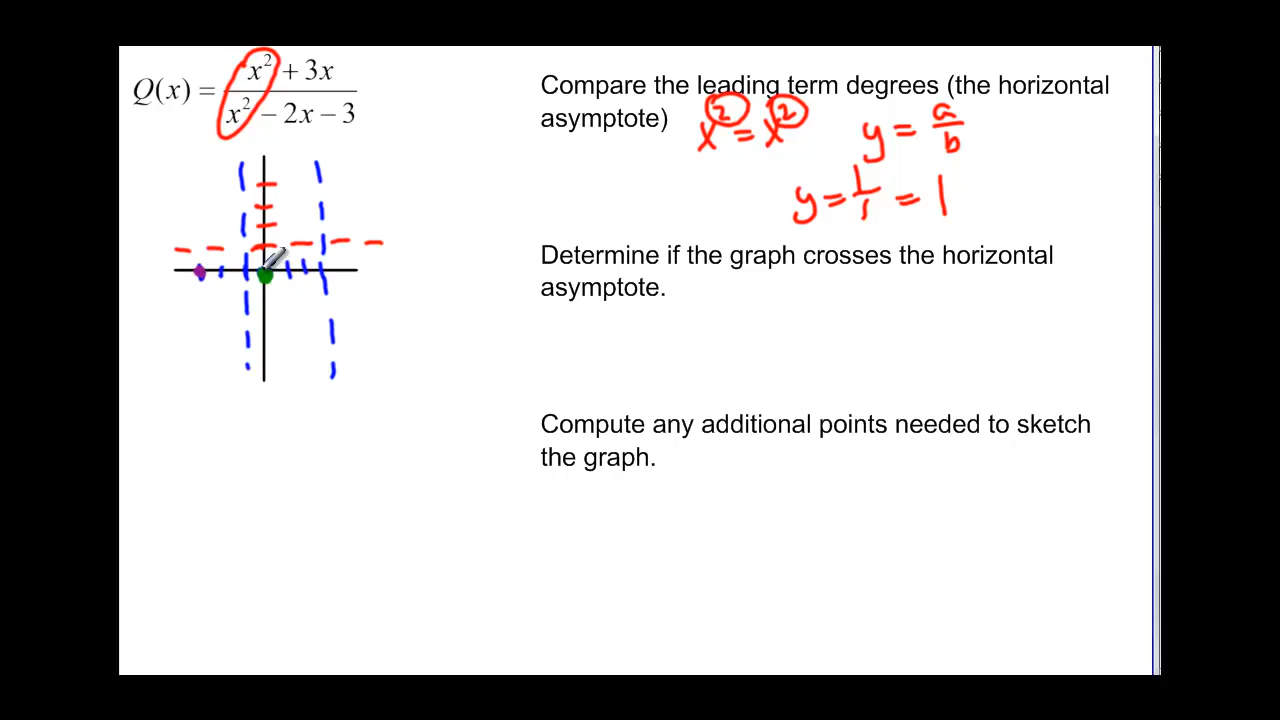 Q(x) = (x² + 3x)/(x² − 2x − 3)
Compare the leading term degrees (the horizontal
asymptote)
x² = x²
y = a/b
y = 1/1 = 1
Determine if the graph crosses the horizontal
asymptote.
Compute any additional points needed to sketch
the graph.